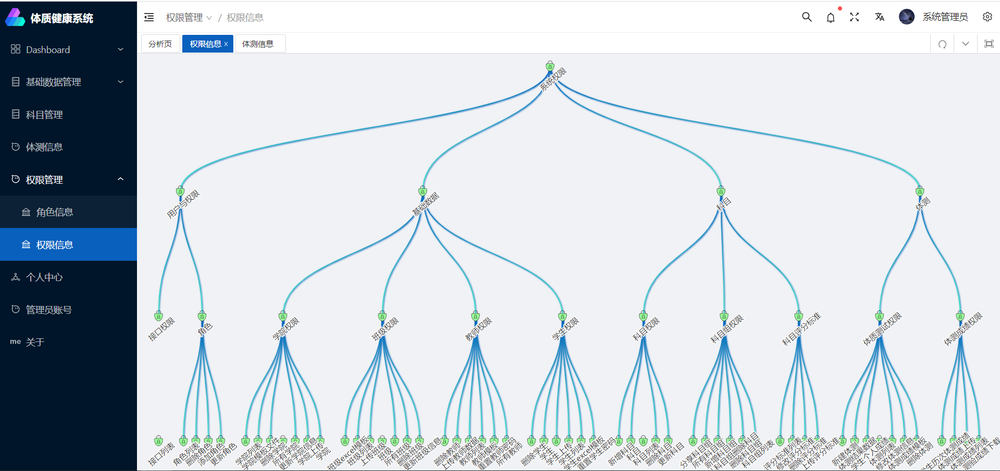 体质健康系统
Dashboard
基础数据管理
科目管理
体测信息
权限管理
角色信息
权限信息
个人中心
管理员账号
me 关于
权限管理 / 权限信息
系统管理员
分析页
权限信息 ×
体测信息
系统权限
用户与权限
基础数据
科目
体测
接口权限
角色
学院权限
班级权限
教师权限
学生权限
科目权限
科目组权限
科目评分标准
体质测试权限
体测成绩权限
接口列表
角色列表
删除角色
添加角色
更新角色
学院列表
学院模板文件
删除学院
所有学院
更新学院信息
学院上传
学院
班级excel模板
班级列表
上传班级
班级
所有班级
删除班级
更新班级信息
删除教师
上传教师数据
教师列表
教师模板
重置教师密码
所有教师
删除学生
学生
学生上传
学生列表
学生excel模板
重置学生密码
新增科目
科目
科目列表
删除科目
更新科目
分享科目组
所有科目组
新增科目组
科目组删除科目
删除科目组
科目组列表
评分标准列表
修改评分标准
删除评分标准
上传评分标准
新建体测
体测结果数据
学生个人成绩
体测列表
修改体测信息
体测成绩模板
删除体测
学生历次体测成绩
体测成绩上传
体测成绩列表
测验成绩下载